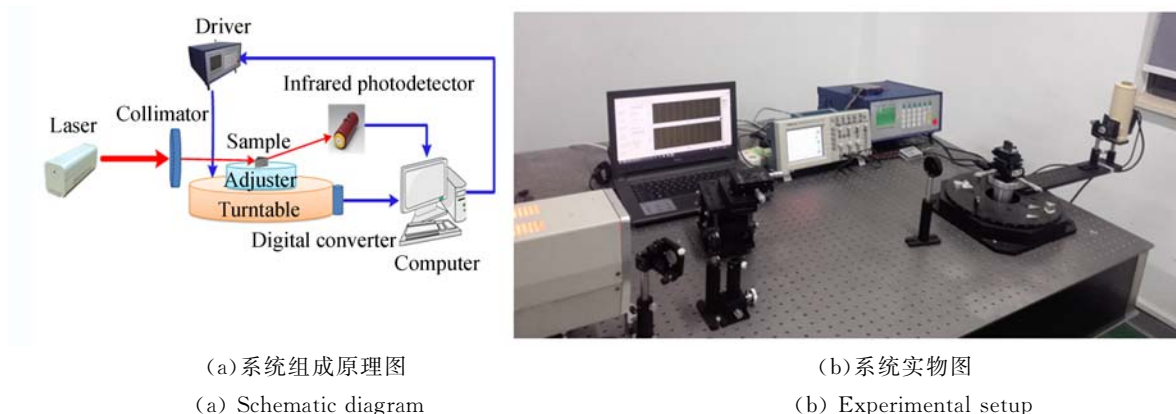 Driver
Infrared photodetector
Collimator
Laser
Sample
Adjuster
Turntable
Digital converter
Computer
(a)系统组成原理图
(b)系统实物图
(a) Schematic diagram
(b) Experimental setup